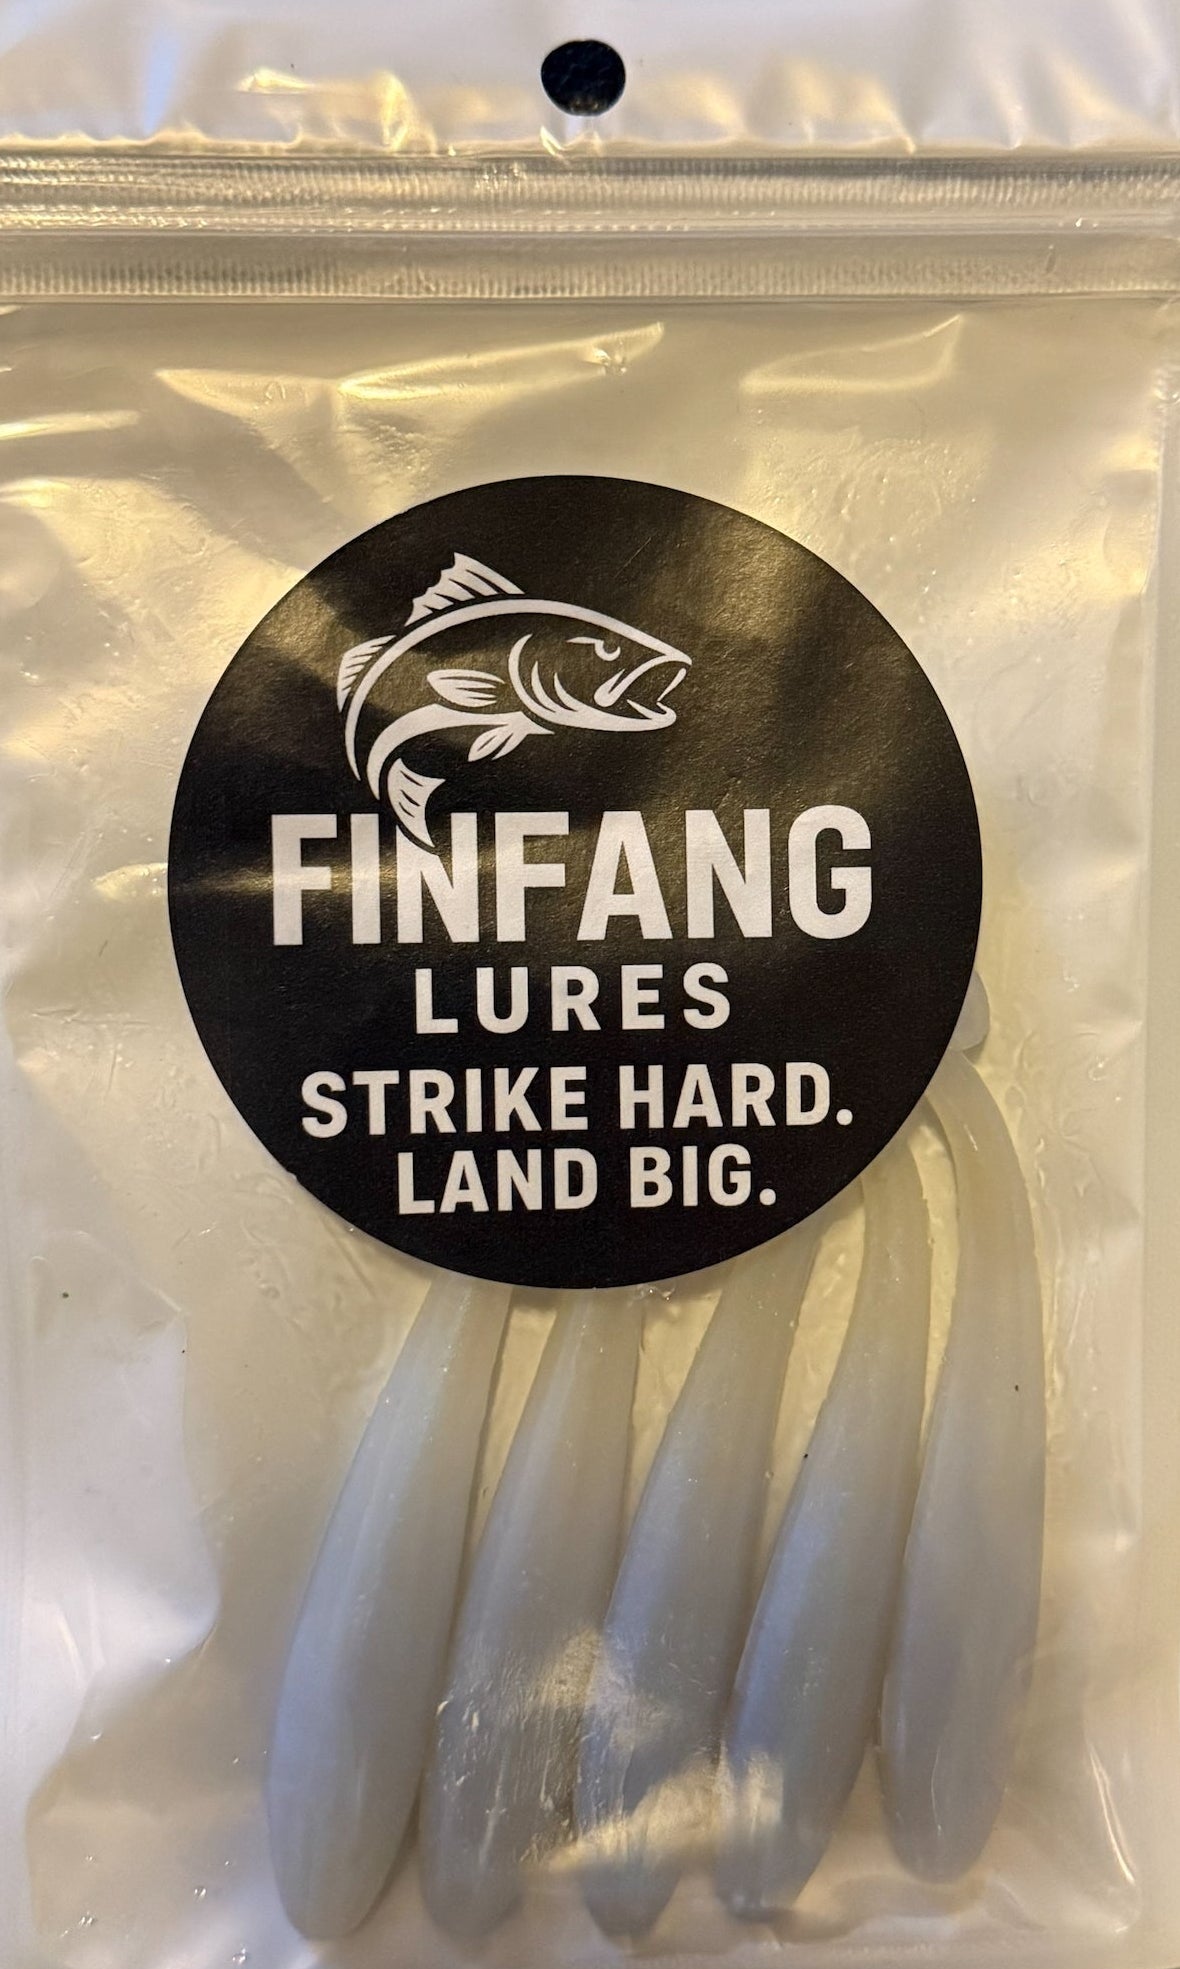 FINFANG
LURES
STRIKE HARD.
LAND BIG.